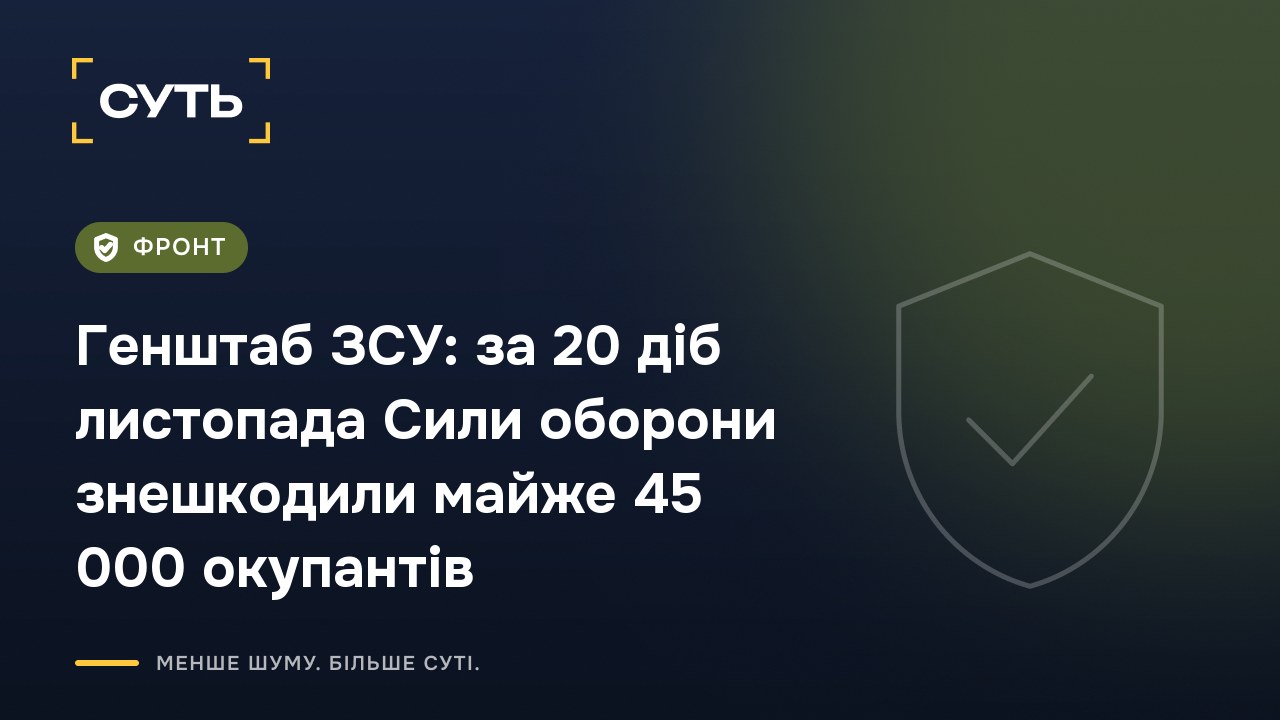 СУТЬ
ФРОНТ
Генштаб ЗСУ: за 20 діб
листопада Сили оборони
знешкодили майже 45
000 окупантів
МЕНШЕ ШУМУ. БІЛЬШЕ СУТІ.